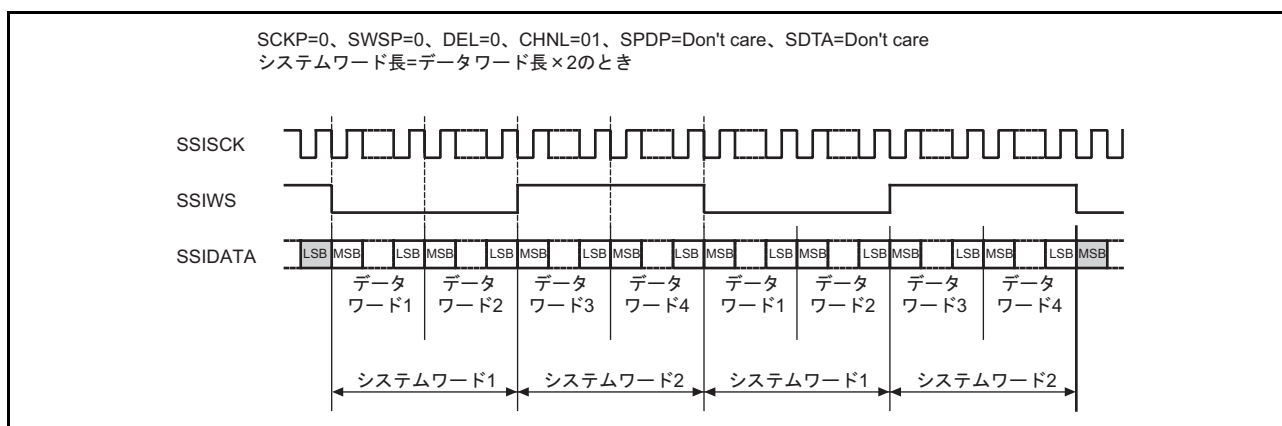 SCKP=0、SWSP=0、DEL=0、CHNL=01、SPDP=Don't care、SDTA=Don't care
システムワード長=データワード長×2のとき
SSISCK
SSIWS
SSIDATA
LSB MSB LSB MSB LSB MSB LSB MSB LSB MSB LSB MSB LSB MSB LSB MSB LSB MSB
データ データ データ データ データ データ データ データ
ワード1 ワード2 ワード3 ワード4 ワード1 ワード2 ワード3 ワード4
システムワード1 システムワード2 システムワード1 システムワード2